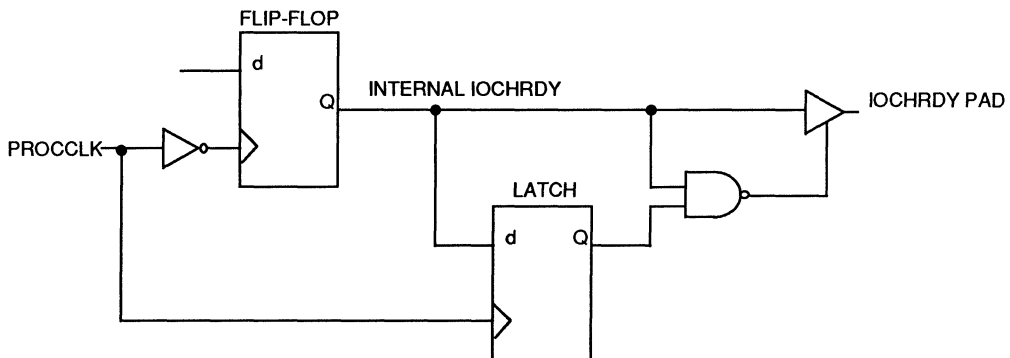 FLIP-FLOP
d
Q
INTERNAL IOCHRDY
IOCHRDY PAD
PROCCLK
LATCH
d
Q